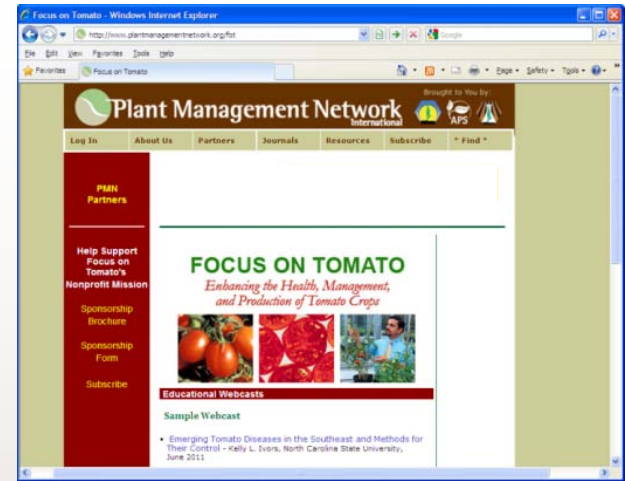 Focus on Tomato - Windows Internet Explorer
http://www.plantmanagementnetwork.org/fot
Google
File Edit View Favorites Tools Help
Favorites Focus on Tomato
Page Safety Tools
Brought to You by:
Plant Management Network
International
APS
Log In About Us Partners Journals Resources Subscribe * Find *
PMN
Partners
Help Support
Focus on
Tomato's
Nonprofit Mission
Sponsorship
Brochure
Sponsorship
Form
Subscribe
FOCUS ON TOMATO
Enhancing the Health, Management,
and Production of Tomato Crops
Educational Webcasts
Sample Webcast
• Emerging Tomato Diseases in the Southeast and Methods for
Their Control - Kelly L. Ivors, North Carolina State University,
June 2011